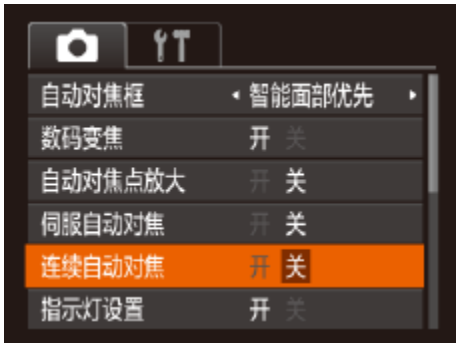 自动对焦框 智能面部优先
数码变焦 开 关
自动对焦点放大 开 关
伺服自动对焦 开 关
连续自动对焦 开 关
指示灯设置 开 关